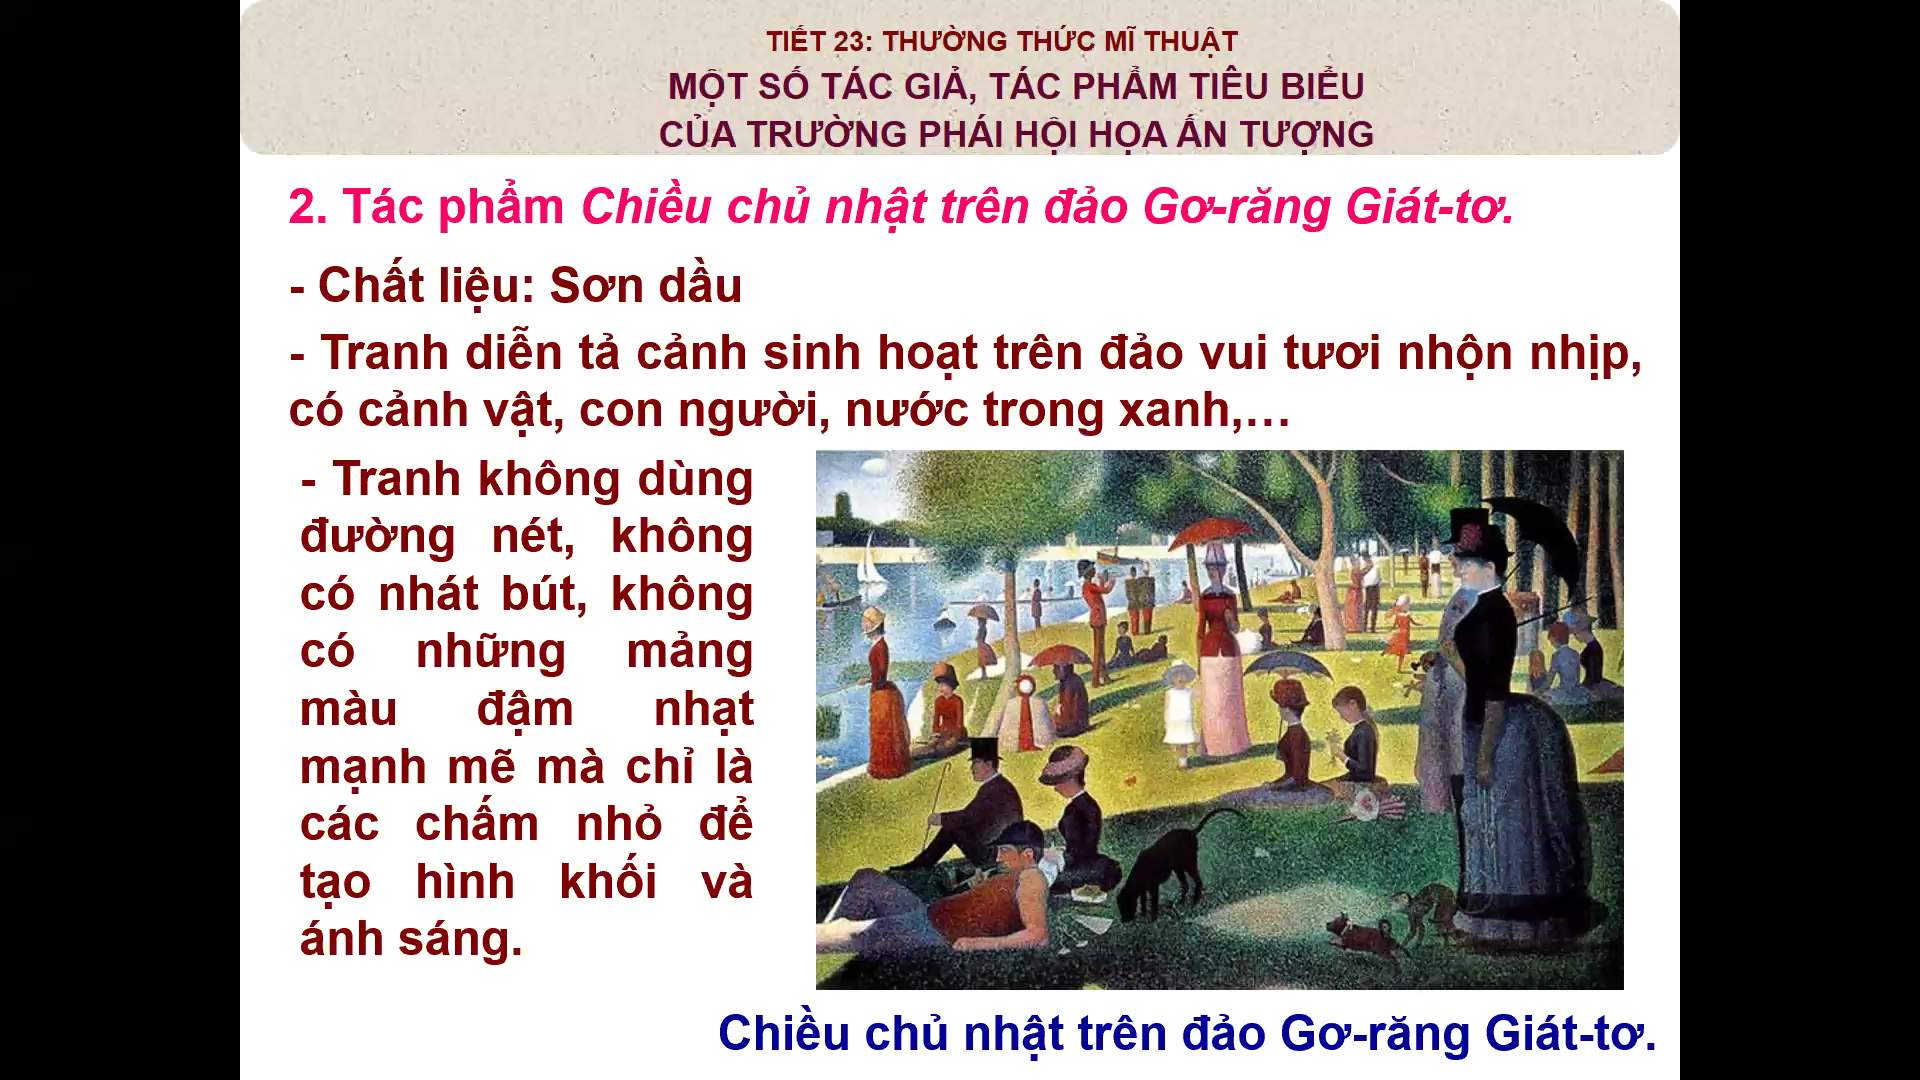 TIẾT 23: THƯỜNG THỨC MĨ THUẬT
MỘT SỐ TÁC GIẢ, TÁC PHẨM TIÊU BIỂU
CỦA TRƯỜNG PHÁI HỘI HỌA ẤN TƯỢNG
2. Tác phẩm Chiều chủ nhật trên đảo Gơ-răng Giát-tơ.
- Chất liệu: Sơn dầu
- Tranh diễn tả cảnh sinh hoạt trên đảo vui tươi nhộn nhịp,
có cảnh vật, con người, nước trong xanh,…
- Tranh không dùng
đường nét, không
có nhát bút, không
có những mảng
màu đậm nhạt
mạnh mẽ mà chỉ là
các chấm nhỏ để
tạo hình khối và
ánh sáng.
Chiều chủ nhật trên đảo Gơ-răng Giát-tơ.